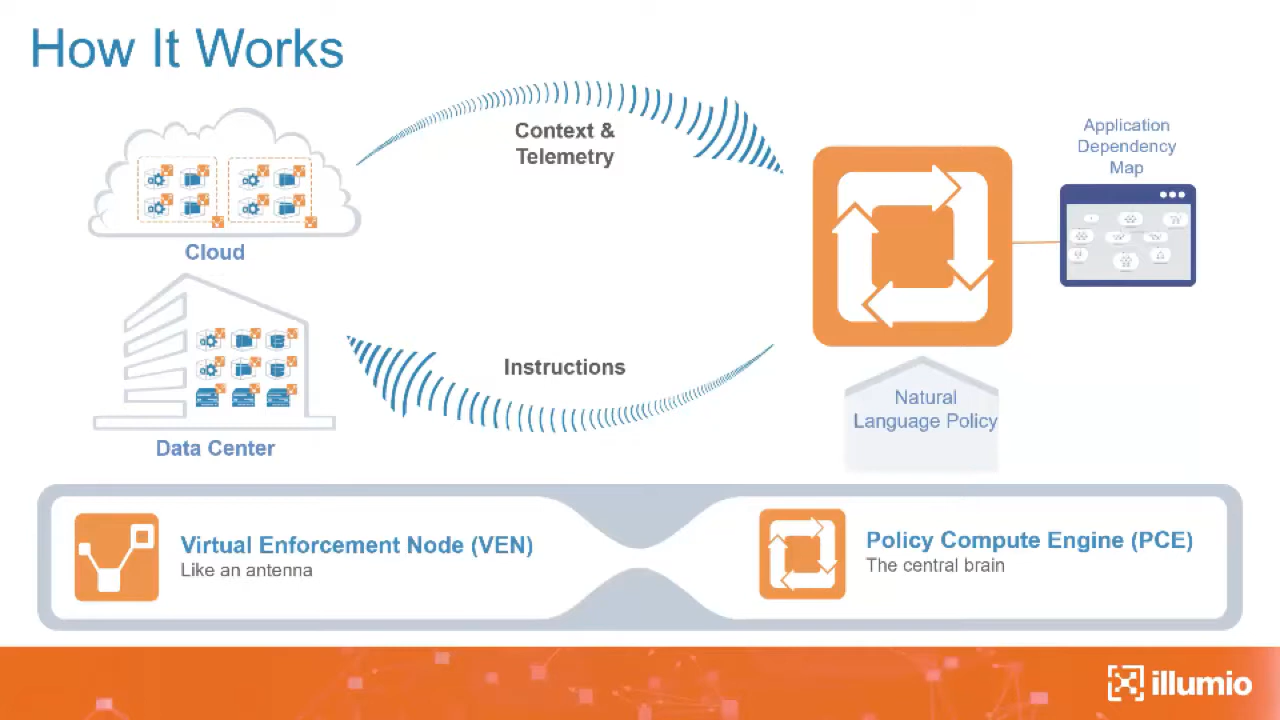 How It Works
Context &
Telemetry
Application
Dependency
Map
Cloud
Instructions
Natural
Language Policy
Data Center
Virtual Enforcement Node (VEN)
Like an antenna
Policy Compute Engine (PCE)
The central brain
illumio